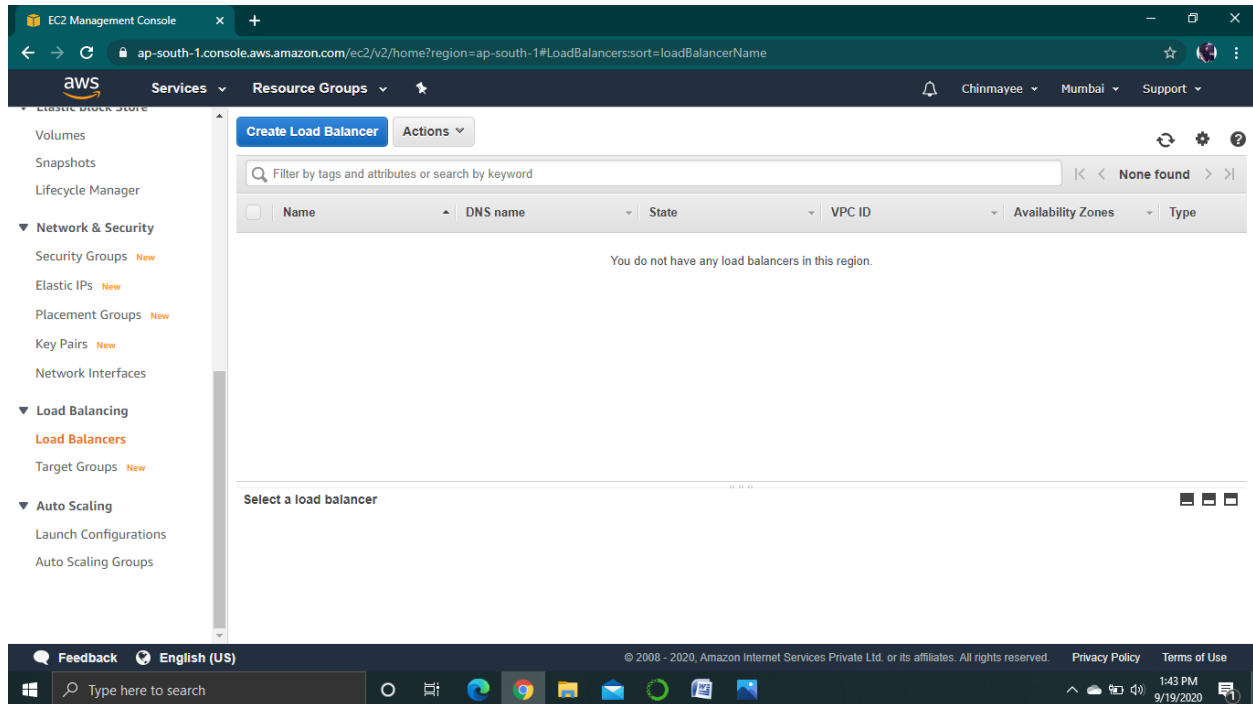 EC2 Management Console
ap-south-1.console.aws.amazon.com/ec2/v2/home?region=ap-south-1#LoadBalancers:sort=loadBalancerName
aws Services Resource Groups Chinmayee Mumbai Support
Elastic Block Store
Volumes
Snapshots
Lifecycle Manager
Network & Security
Security Groups New
Elastic IPs New
Placement Groups New
Key Pairs New
Network Interfaces
Load Balancing
Load Balancers
Target Groups New
Auto Scaling
Launch Configurations
Auto Scaling Groups
Create Load Balancer Actions
Filter by tags and attributes or search by keyword None found
Name DNS name State VPC ID Availability Zones Type
You do not have any load balancers in this region.
Select a load balancer
Feedback English (US) © 2008 - 2020, Amazon Internet Services Private Ltd. or its affiliates. All rights reserved. Privacy Policy Terms of Use
Type here to search
1:43 PM
9/19/2020
1